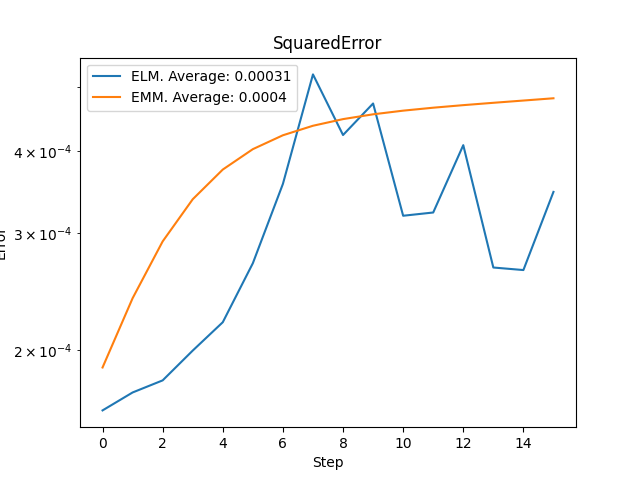 SquaredError
ELM. Average: 0.00031
EMM. Average: 0.0004
4 × 10⁻⁴
3 × 10⁻⁴
2 × 10⁻⁴
Error
0 2 4 6 8 10 12 14
Step